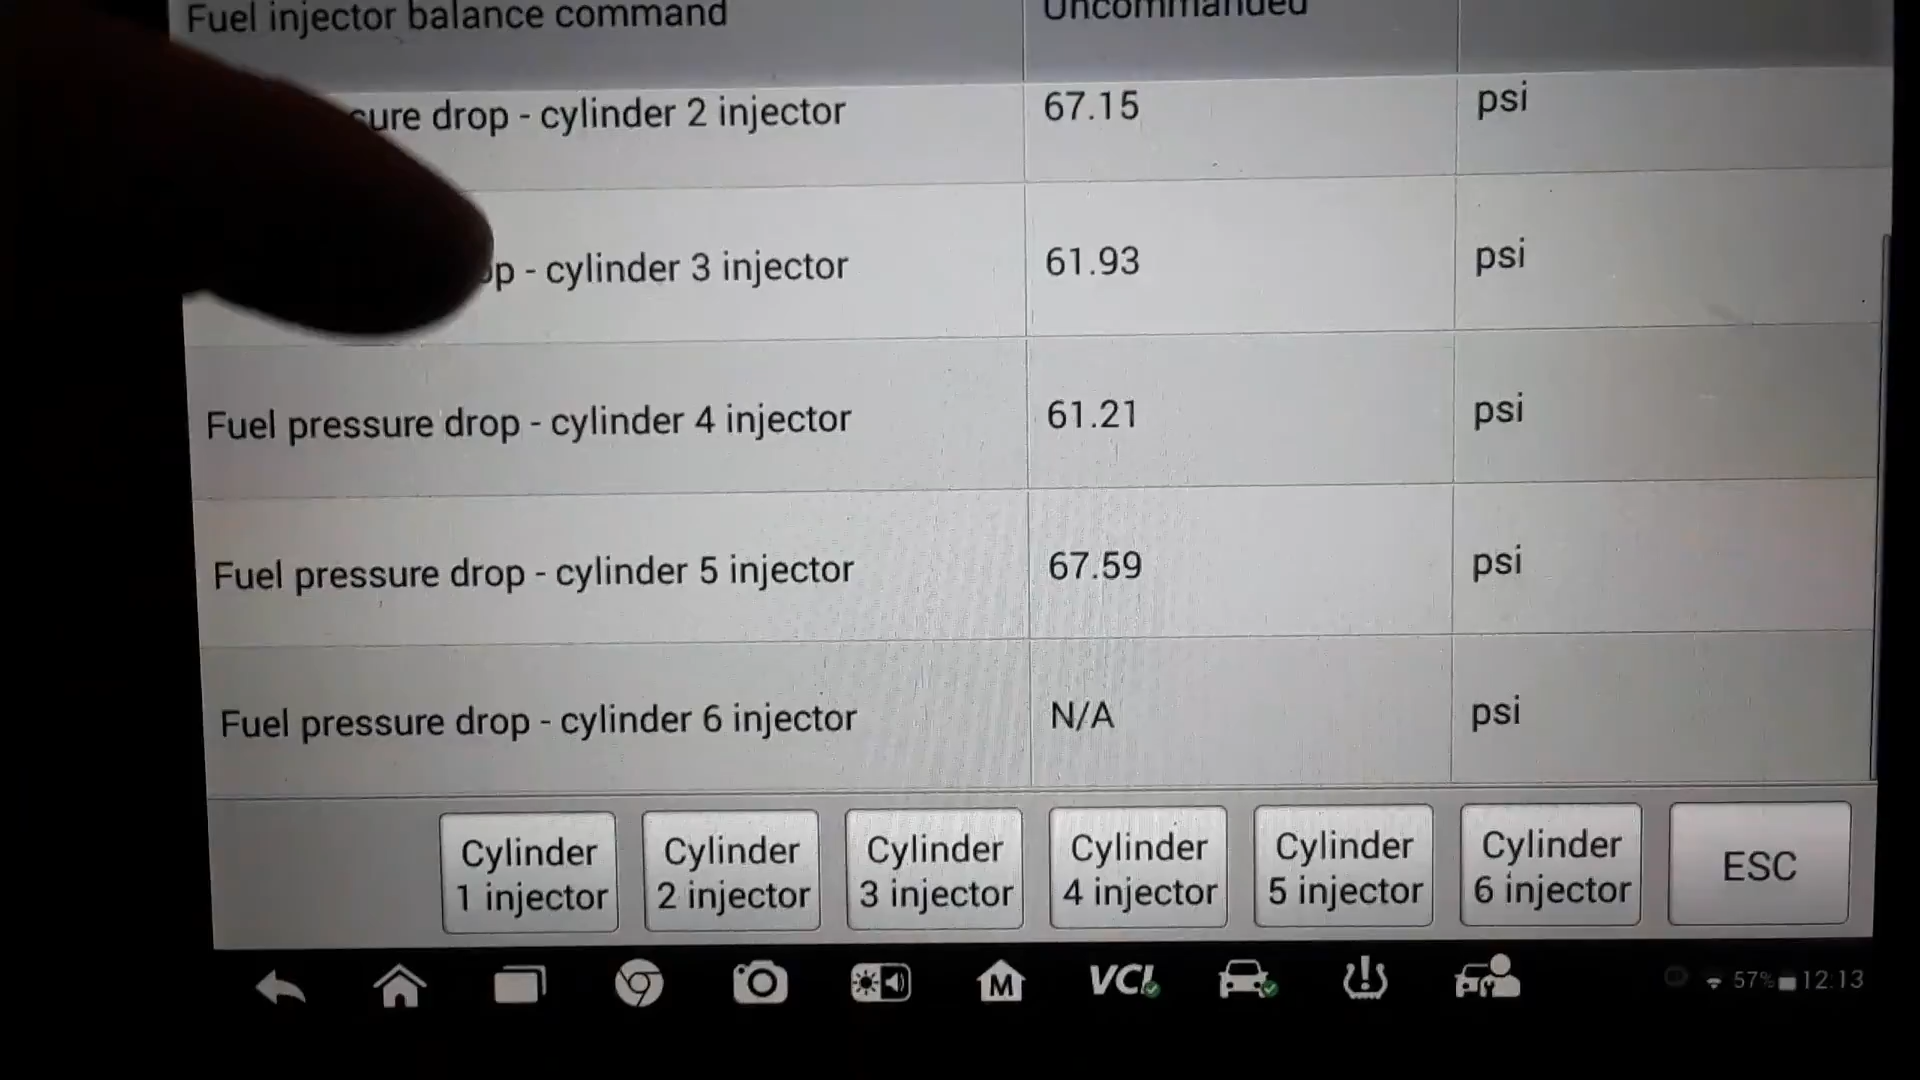 Fuel injector balance command Uncommanded
drop - cylinder 2 injector 67.15 psi
- cylinder 3 injector 61.93 psi
Fuel pressure drop - cylinder 4 injector 61.21 psi
Fuel pressure drop - cylinder 5 injector 67.59 psi
Fuel pressure drop - cylinder 6 injector N/A psi
Cylinder
1 injector
Cylinder
2 injector
Cylinder
3 injector
Cylinder
4 injector
Cylinder
5 injector
Cylinder
6 injector
ESC
M
VCI
57%
12.13